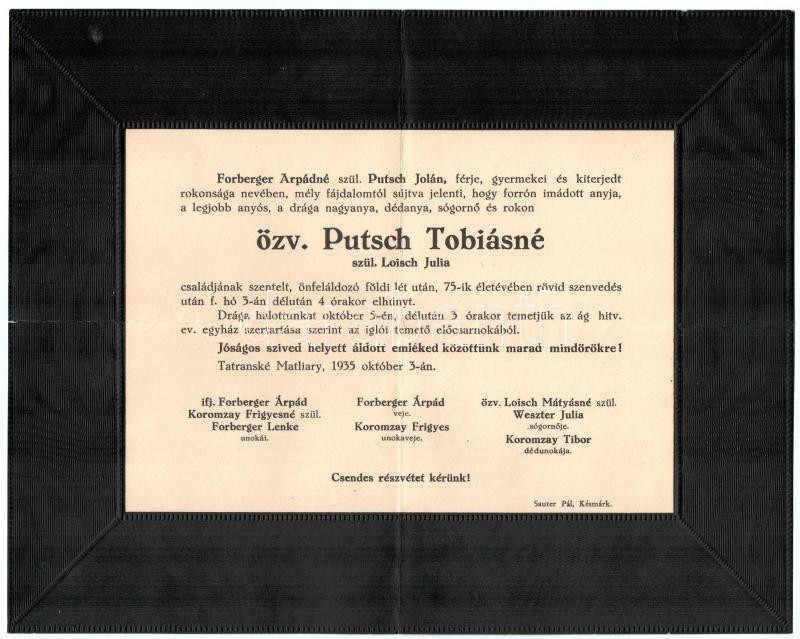 Forberger Árpádné szül. Putsch Jolán, férje, gyermekei és kiterjedt
rokonsága nevében, mély fájdalomtól sújtva jelenti, hogy forrón imádott anyja,
a legjobb anyós, a drága nagyanya, dédanya, sógornő és rokon
özv. Putsch Tobiásné
szül. Loisch Julia
családjának szentelt, önfeláldozó földi lét után, 75-ik életévében rövid szenvedés
után f. hó 3-án délután 4 órakor elhunyt.
Drága halottunkat október 5-én, délután 3 órakor temetjük az ág. hitv.
ev. egyház szertartása szerint az iglói temető előcsarnokából.
Jóságos szived helyett áldott emléked közöttünk marad mindörökre!
Tatranské Matliary, 1935 október 3-án.
ifj. Forberger Árpád
Koromzay Frigyesné szül.
Forberger Lenke
unokái.
Forberger Árpád
veje.
Koromzay Frigyes
unokaveje.
özv. Loisch Mátyásné szül.
Weszter Julia
sógornője.
Koromzay Tibor
dédunokája.
Csendes részvétet kérünk!
Sauter Pál, Késmárk.